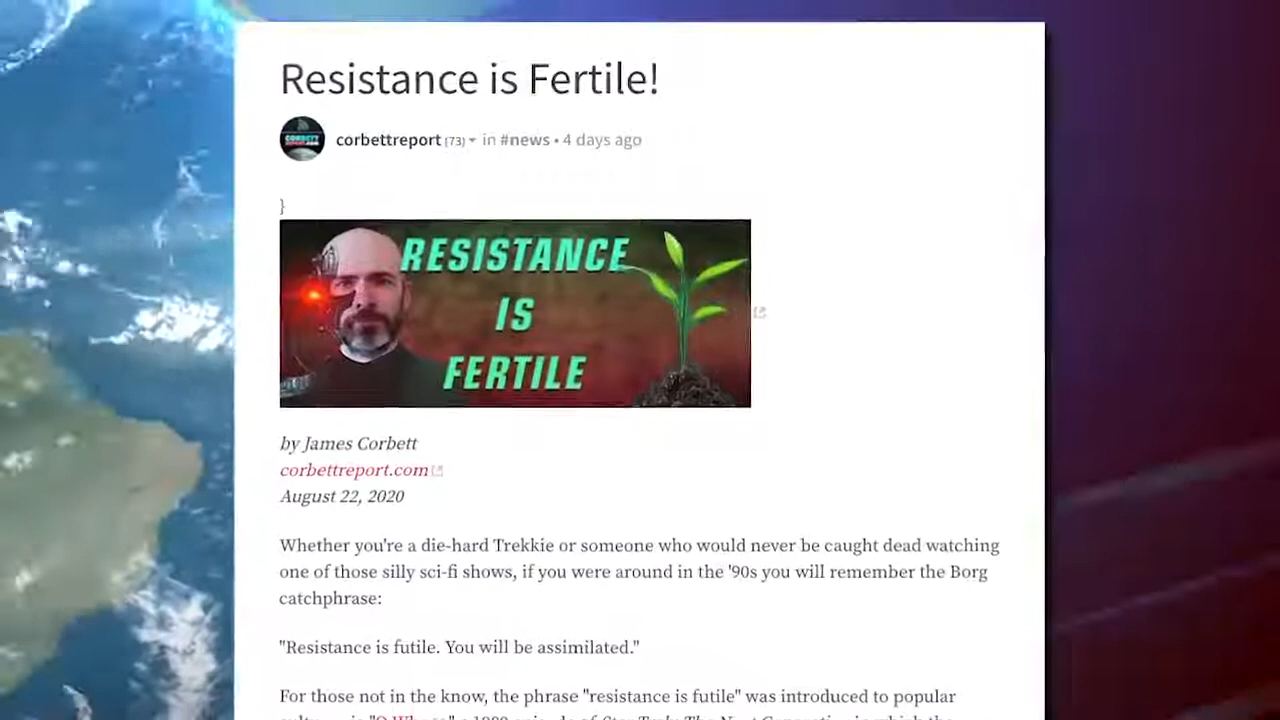 Resistance is Fertile!
corbettreport (73) in #news • 4 days ago
}
RESISTANCE
IS
FERTILE
by James Corbett
corbettreport.com
August 22, 2020
Whether you're a die-hard Trekkie or someone who would never be caught dead watching
one of those silly sci-fi shows, if you were around in the '90s you will remember the Borg
catchphrase:
"Resistance is futile. You will be assimilated."
For those not in the know, the phrase "resistance is futile" was introduced to popular